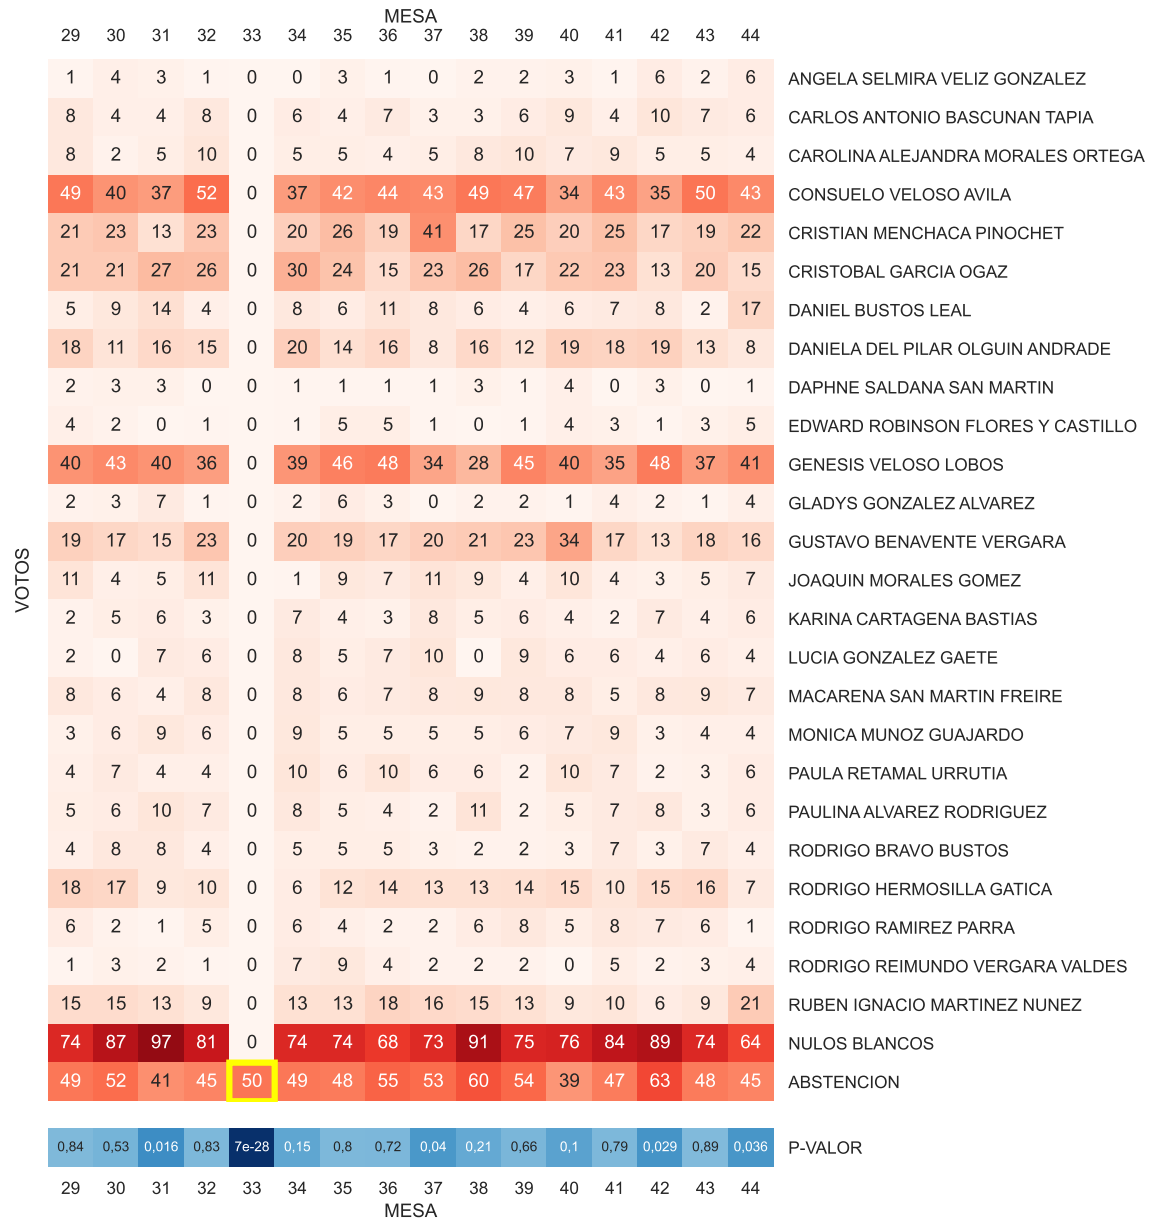 MESA
29 30 31 32 33 34 35 36 37 38 39 40 41 42 43 44
1 4 3 1 0 0 3 1 0 2 2 3 1 6 2 6 ANGELA SELMIRA VELIZ GONZALEZ
8 4 4 8 0 6 4 7 3 3 6 9 4 10 7 6 CARLOS ANTONIO BASCUNAN TAPIA
8 2 5 10 0 5 5 4 5 8 10 7 9 5 5 4 CAROLINA ALEJANDRA MORALES ORTEGA
49 40 37 52 0 37 42 44 43 49 47 34 43 35 50 43 CONSUELO VELOSO AVILA
21 23 13 23 0 20 26 19 41 17 25 20 25 17 19 22 CRISTIAN MENCHACA PINOCHET
21 21 27 26 0 30 24 15 23 26 17 22 23 13 20 15 CRISTOBAL GARCIA OGAZ
5 9 14 4 0 8 6 11 8 6 4 6 7 8 2 17 DANIEL BUSTOS LEAL
18 11 16 15 0 20 14 16 8 16 12 19 18 19 13 8 DANIELA DEL PILAR OLGUIN ANDRADE
2 3 3 0 0 1 1 1 1 3 1 4 0 3 0 1 DAPHNE SALDANA SAN MARTIN
4 2 0 1 0 1 5 5 1 0 1 4 3 1 3 5 EDWARD ROBINSON FLORES Y CASTILLO
40 43 40 36 0 39 46 48 34 28 45 40 35 48 37 41 GENESIS VELOSO LOBOS
2 3 7 1 0 2 6 3 0 2 2 1 4 2 1 4 GLADYS GONZALEZ ALVAREZ
19 17 15 23 0 20 19 17 20 21 23 34 17 13 18 16 GUSTAVO BENAVENTE VERGARA
VOTOS
11 4 5 11 0 1 9 7 11 9 4 10 4 3 5 7 JOAQUIN MORALES GOMEZ
2 5 6 3 0 7 4 3 8 5 6 4 2 7 4 6 KARINA CARTAGENA BASTIAS
2 0 7 6 0 8 5 7 10 0 9 6 6 4 6 4 LUCIA GONZALEZ GAETE
8 6 4 8 0 8 6 7 8 9 8 8 5 8 9 7 MACARENA SAN MARTIN FREIRE
3 6 9 6 0 9 5 5 5 5 6 7 9 3 4 4 MONICA MUNOZ GUAJARDO
4 7 4 4 0 10 6 10 6 6 2 10 7 2 3 6 PAULA RETAMAL URRUTIA
5 6 10 7 0 8 5 4 2 11 2 5 7 8 3 6 PAULINA ALVAREZ RODRIGUEZ
4 8 8 4 0 5 5 5 3 2 2 3 7 3 7 4 RODRIGO BRAVO BUSTOS
18 17 9 10 0 6 12 14 13 13 14 15 10 15 16 7 RODRIGO HERMOSILLA GATICA
6 2 1 5 0 6 4 2 2 6 8 5 8 7 6 1 RODRIGO RAMIREZ PARRA
1 3 2 1 0 7 9 4 2 2 2 0 5 2 3 4 RODRIGO REIMUNDO VERGARA VALDES
15 15 13 9 0 13 13 18 16 15 13 9 10 6 9 21 RUBEN IGNACIO MARTINEZ NUNEZ
74 87 97 81 0 74 74 68 73 91 75 76 84 89 74 64 NULOS BLANCOS
49 52 41 45 50 49 48 55 53 60 54 39 47 63 48 45 ABSTENCION
0,84 0,53 0,016 0,83 7e-28 0,15 0,8 0,72 0,04 0,21 0,66 0,1 0,79 0,029 0,89 0,036 P-VALOR
29 30 31 32 33 34 35 36 37 38 39 40 41 42 43 44
MESA